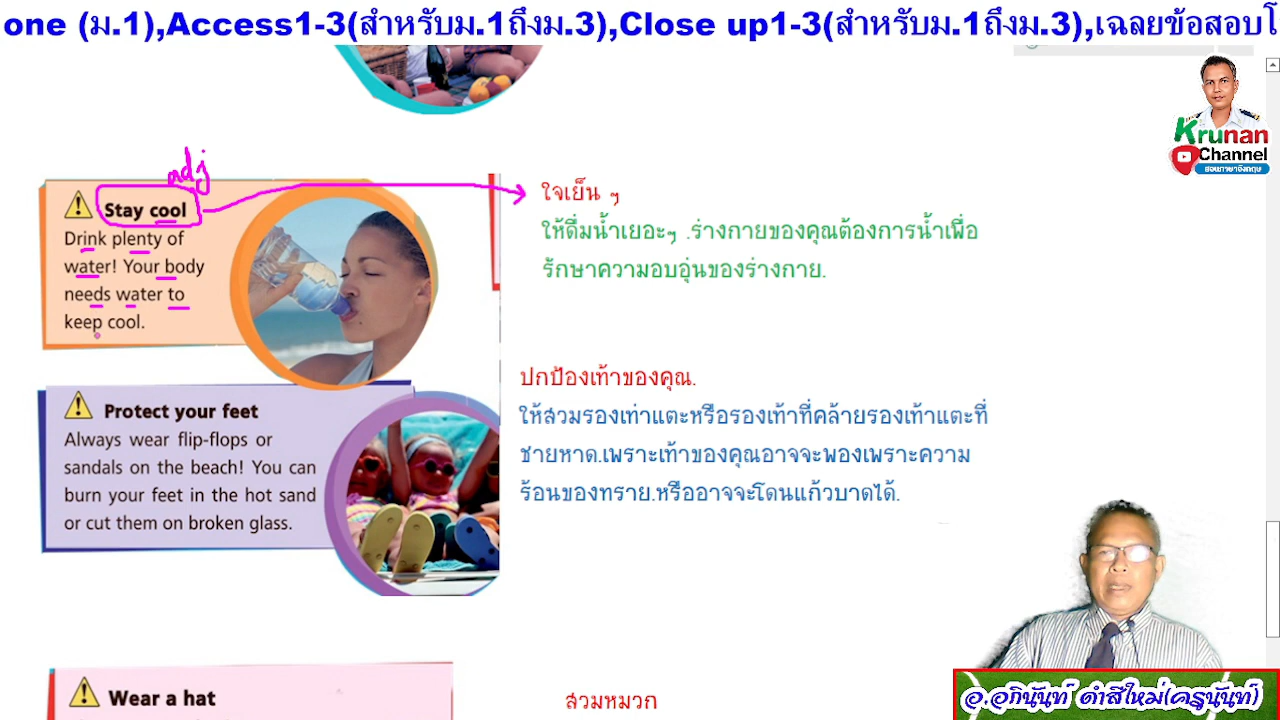 one (ม.1),Access1-3(สำหรับม.1ถึงม.3),Close up1-3(สำหรับม.1ถึงม.3),เฉลยข้อสอบโ
Krunan
Channel
สอนภาษาอังกฤษ
adj
Stay cool
Drink plenty of
water! Your body
needs water to
keep cool.
ใจเย็น ๆ
ให้ดื่มน้ำเยอะๆ .ร่างกายของคุณต้องการน้ำเพื่อ
รักษาความอบอุ่นของร่างกาย.
Protect your feet
Always wear flip-flops or
sandals on the beach! You can
burn your feet in the hot sand
or cut them on broken glass.
ปกป้องเท้าของคุณ.
ให้สวมรองเท่าแตะหรือรองเท้าที่คล้ายรองเท้าแตะที่
ชายหาด.เพราะเท้าของคุณอาจจะพองเพราะความ
ร้อนของทราย.หรืออาจจะโดนแก้วบาดได้.
Wear a hat
สวมหมวก
อ.อภินันท์ ดำสีใหม่(ครูนันท์)